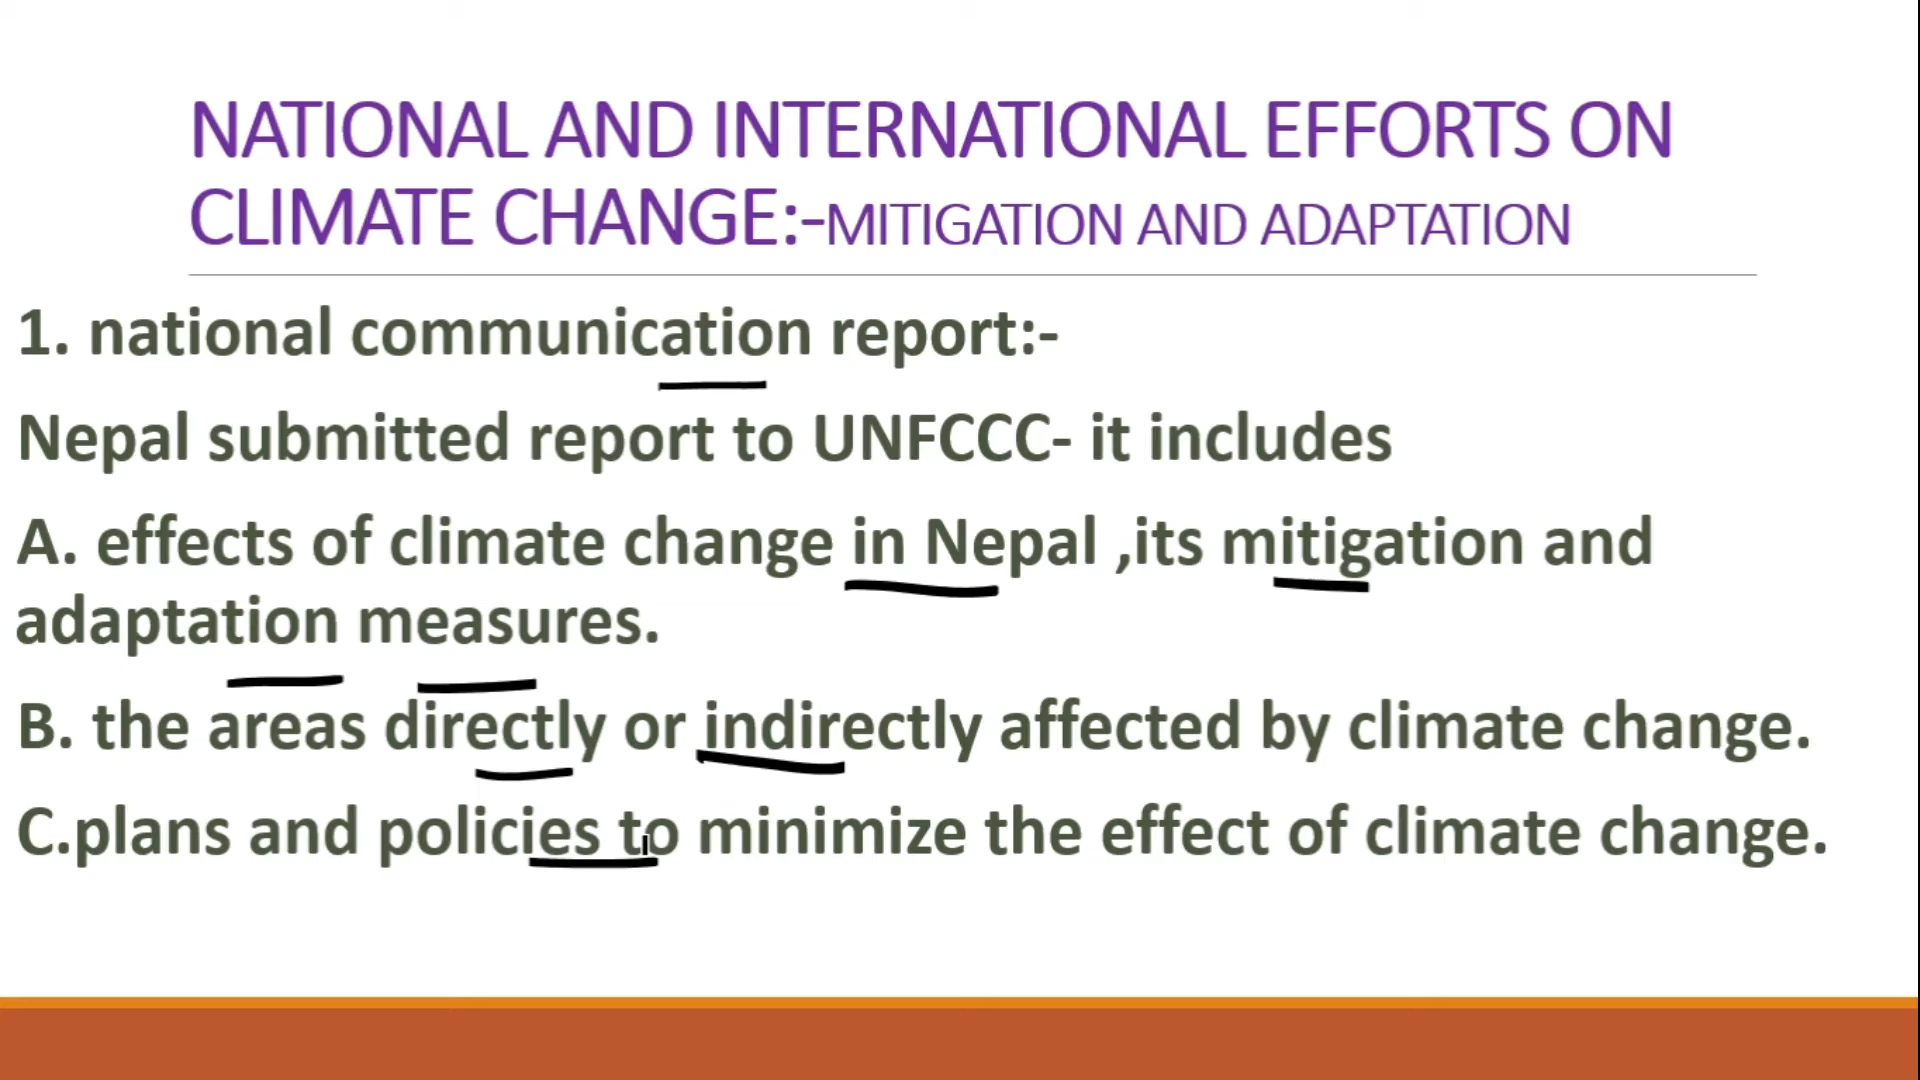 NATIONAL AND INTERNATIONAL EFFORTS ON
CLIMATE CHANGE:-MITIGATION AND ADAPTATION
1. national communication report:-
Nepal submitted report to UNFCCC- it includes
A. effects of climate change in Nepal ,its mitigation and
adaptation measures.
B. the areas directly or indirectly affected by climate change.
C.plans and policies to minimize the effect of climate change.